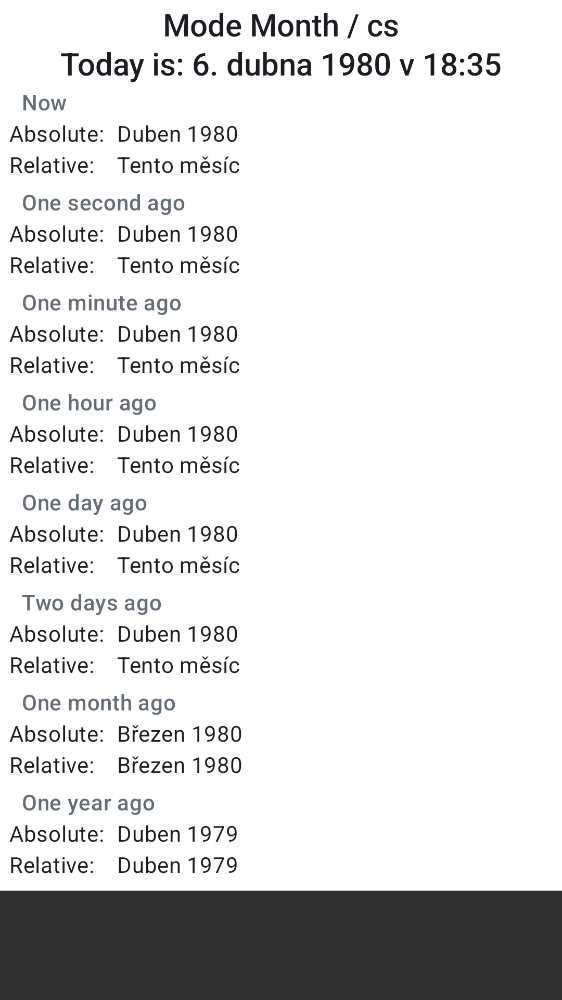 Mode Month / cs
Today is: 6. dubna 1980 v 18:35
Now
Absolute: Duben 1980
Relative: Tento měsíc
One second ago
Absolute: Duben 1980
Relative: Tento měsíc
One minute ago
Absolute: Duben 1980
Relative: Tento měsíc
One hour ago
Absolute: Duben 1980
Relative: Tento měsíc
One day ago
Absolute: Duben 1980
Relative: Tento měsíc
Two days ago
Absolute: Duben 1980
Relative: Tento měsíc
One month ago
Absolute: Březen 1980
Relative: Březen 1980
One year ago
Absolute: Duben 1979
Relative: Duben 1979